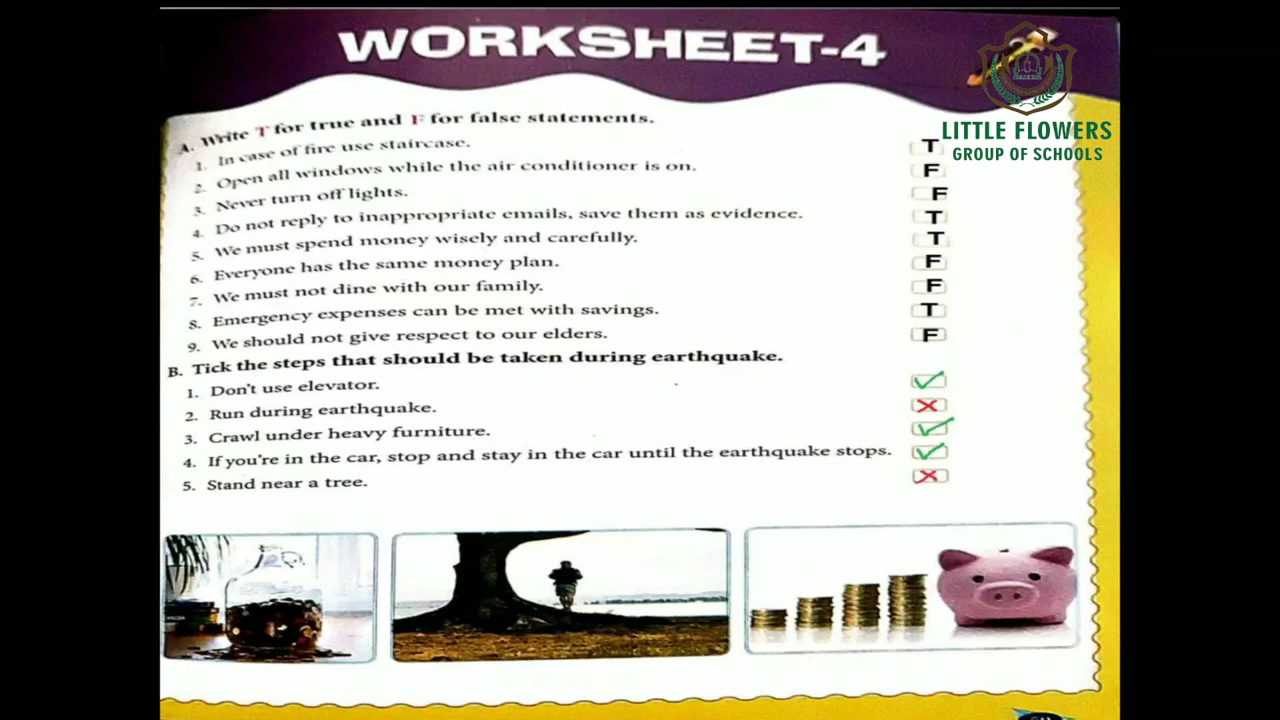 WORKSHEET-4
LITTLE FLOWERS
GROUP OF SCHOOLS
A. Write T for true and F for false statements.
1. In case of fire use staircase. T
2. Open all windows while the air conditioner is on. F
3. Never turn off lights. F
4. Do not reply to inappropriate emails, save them as evidence. T
5. We must spend money wisely and carefully. T
6. Everyone has the same money plan. F
7. We must not dine with our family. F
8. Emergency expenses can be met with savings. T
9. We should not give respect to our elders. F
B. Tick the steps that should be taken during earthquake.
1. Don't use elevator. ✓
2. Run during earthquake. ✗
3. Crawl under heavy furniture. ✓
4. If you're in the car, stop and stay in the car until the earthquake stops. ✓
5. Stand near a tree. ✗